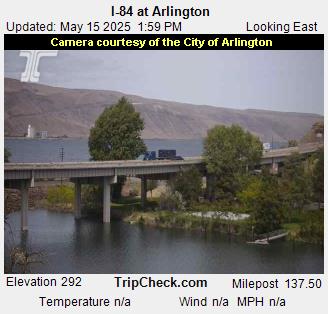 I-84 at Arlington
Updated: May 15 2025 1:59 PM Looking East
Camera courtesy of the City of Arlington
Elevation 292 TripCheck.com Milepost 137.50
Temperature n/a Wind n/a MPH n/a